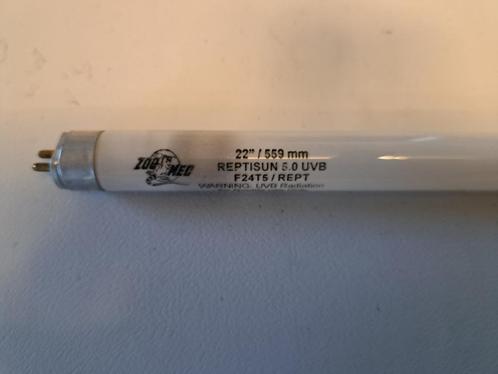 ZOO MED
22" / 559 mm
REPTISUN 5.0 UVB
F24T5 / REPT
WARNING: UVB Radiation